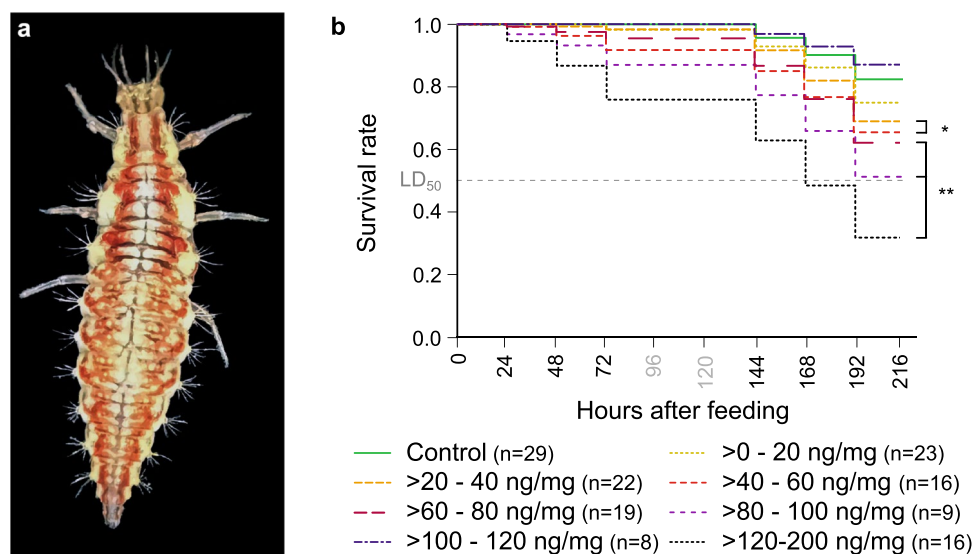 a
b
1.0
0.8
0.6
LD50
0.4
0.2
0.0
Survival rate
*
**
0 24 48 72 96 120 144 168 192 216
Hours after feeding
Control (n=29)
>0 - 20 ng/mg (n=23)
>20 - 40 ng/mg (n=22)
>40 - 60 ng/mg (n=16)
>60 - 80 ng/mg (n=19)
>80 - 100 ng/mg (n=9)
>100 - 120 ng/mg (n=8)
>120-200 ng/mg (n=16)